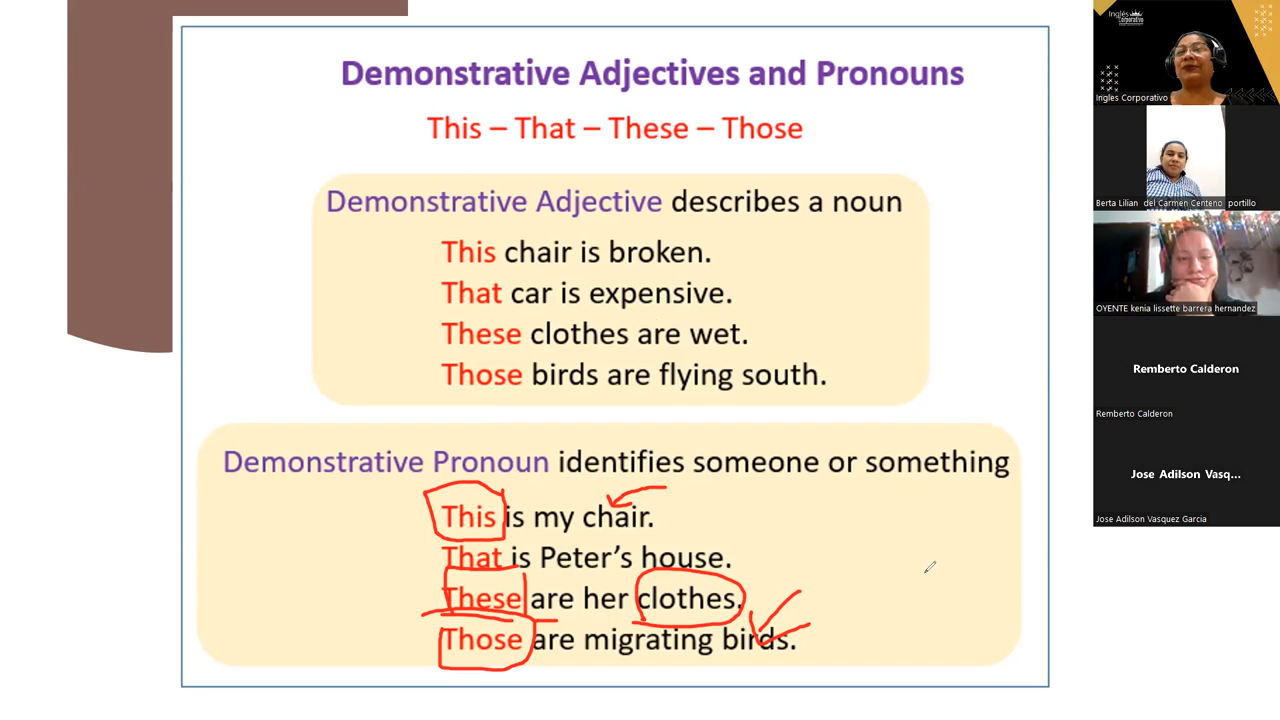 Demonstrative Adjectives and Pronouns
This – That – These – Those
Demonstrative Adjective describes a noun
This chair is broken.
That car is expensive.
These clothes are wet.
Those birds are flying south.
Demonstrative Pronoun identifies someone or something
This is my chair.
That is Peter's house.
These are her clothes.
Those are migrating birds.
Inglés
Corporativo
Ingles Corporativo
Berta Lilian del Carmen Centeno portillo
OYENTE kenia lissette barrera hernandez
Remberto Calderon
Remberto Calderon
Jose Adilson Vasq...
Jose Adilson Vasquez Garcia